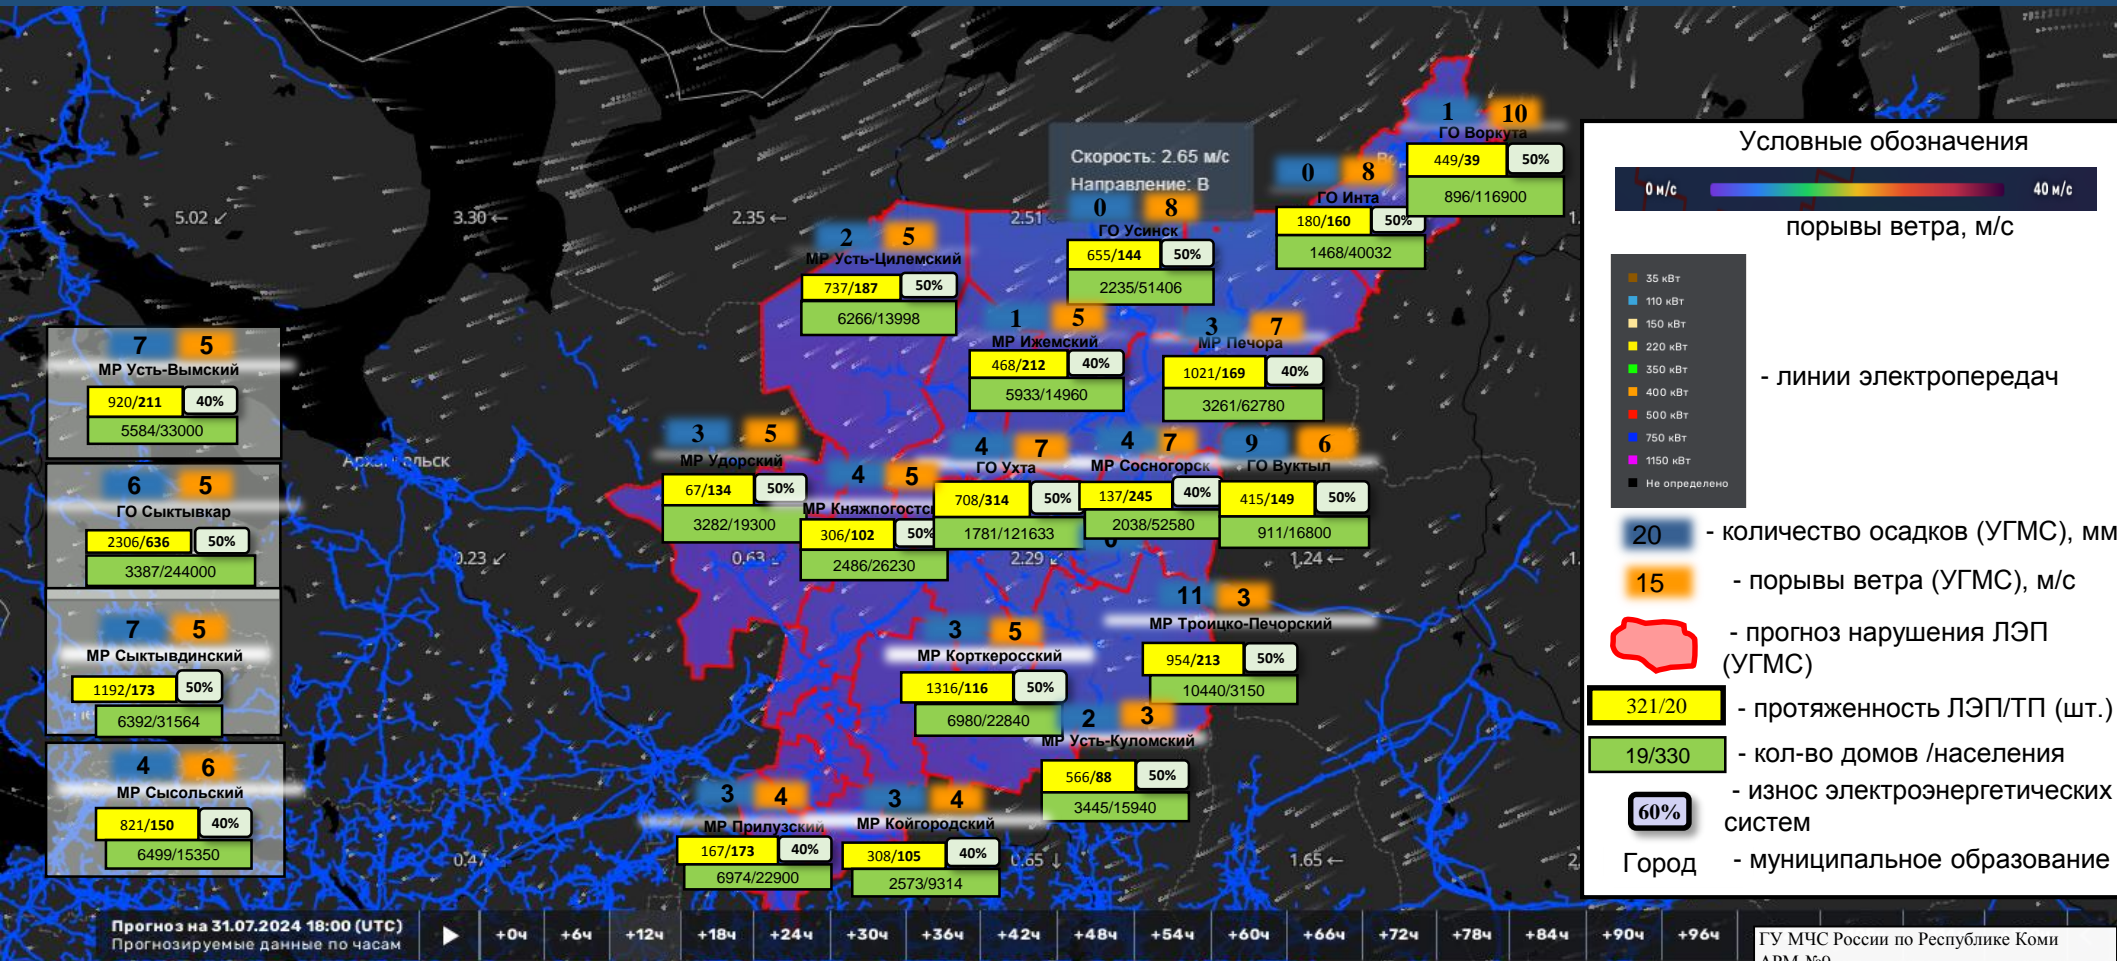 1 10
ГО Воркута
449/39 50%
896/116900
Скорость: 2.65 м/с
Направление: В
0 8
ГО Инта
180/160 50%
1468/40032
5.02 ↙ 3.30 ← 2.35 ← 2.51
0 8
ГО Усинск
655/144 50%
2235/51406
2 5
МР Усть-Цилемский
737/187 50%
6266/13998
1 5
МР Ижемский
468/212 40%
5933/14960
3 7
МР Печора
1021/169 40%
3261/62780
7 5
МР Усть-Вымский
920/211 40%
5584/33000
3 5
МР Удорский
67/134 50%
3282/19300
4 5
МР Княжпогостс
306/102 50%
2486/26230
4 7
ГО Ухта
708/314 50%
1781/121633
4 7
МР Сосногорск
137/245 40%
2038/52580
9 6
ГО Вуктыл
415/149 50%
911/16800
6 5
ГО Сыктывкар
2306/636 50%
3387/244000
0.23 ↙ 0.63 2.29 ↙ 1.24 ←
11 3
МР Троицко-Печорский
954/213 50%
10440/3150
7 5
МР Сыктывдинский
1192/173 50%
6392/31564
3 5
МР Корткеросский
1316/116 50%
6980/22840
2 3
МР Усть-Куломский
566/88 50%
3445/15940
4 6
МР Сысольский
821/150 40%
6499/15350
3 4
МР Прилузский
167/173 40%
6974/22900
3 4
МР Койгородский
308/105 40%
2573/9314
0.65 ↓ 1.65 ←
Условные обозначения
0 м/с 40 м/с
порывы ветра, м/с
35 кВт
110 кВт
150 кВт
220 кВт
350 кВт
400 кВт
500 кВт
750 кВт
1150 кВт
Не определено
- линии электропередач
20 - количество осадков (УГМС), мм
15 - порывы ветра (УГМС), м/с
- прогноз нарушения ЛЭП
(УГМС)
321/20 - протяженность ЛЭП/ТП (шт.)
19/330 - кол-во домов /населения
60% - износ электроэнергетических
систем
Город - муниципальное образование
Прогноз на 31.07.2024 18:00 (UTC)
Прогнозируемые данные по часам
+0ч +6ч +12ч +18ч +24ч +30ч +36ч +42ч +48ч +54ч +60ч +66ч +72ч +78ч +84ч +90ч +96ч
ГУ МЧС России по Республике Коми
АРМ №9